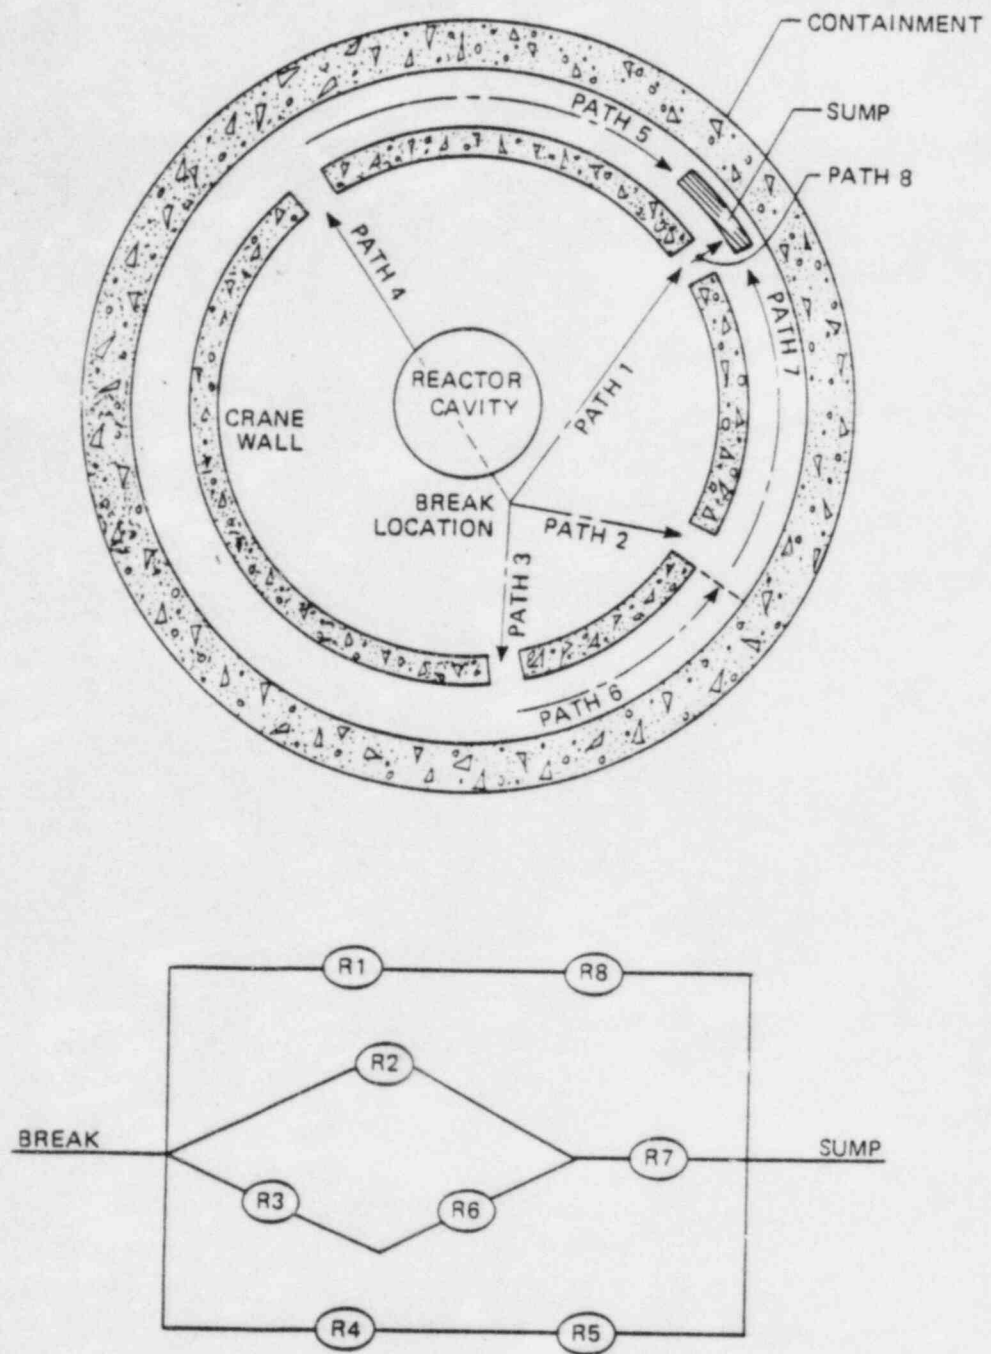 CONTAINMENT
SUMP
PATH 8
PATH 5
PATH 4
PATH 1
PATH 7
REACTOR
CAVITY
CRANE
WALL
BREAK
LOCATION
PATH 2
PATH 3
PATH 6
R1
R8
R2
BREAK
R7
SUMP
R3
R6
R4
R5